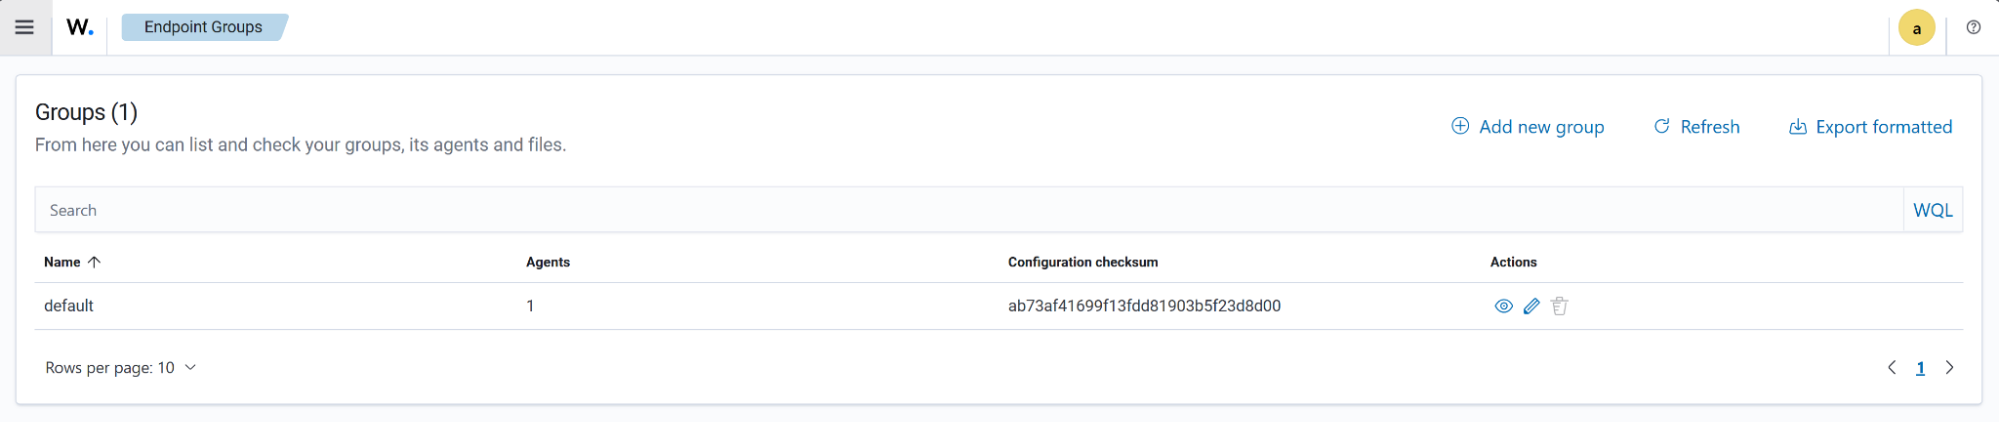 W. Endpoint Groups a
Groups (1)
From here you can list and check your groups, its agents and files.
Add new group Refresh Export formatted
Search WQL
Name Agents Configuration checksum Actions
default 1 ab73af41699f13fdd81903b5f23d8d00
Rows per page: 10 1